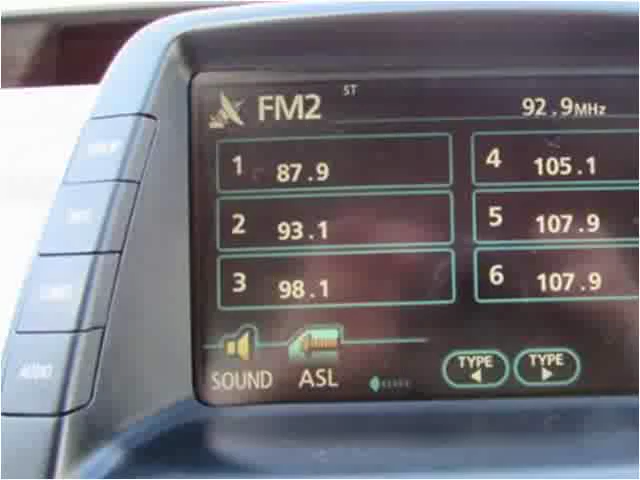 FM2 ST 92.9MHz
1 87.9 4 105.1
2 93.1 5 107.9
3 98.1 6 107.9
SOUND ASL TYPE TYPE
AUDIO